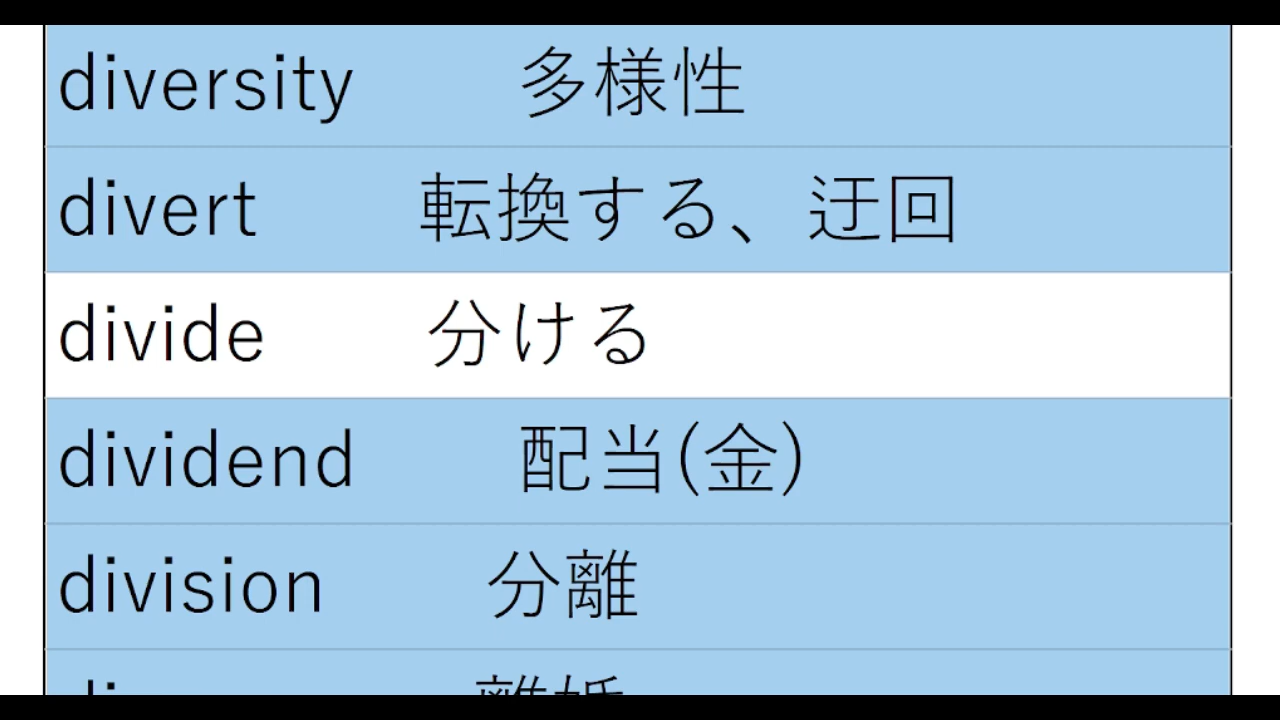 diversity 多様性
divert 転換する、迂回
divide 分ける
dividend 配当(金)
division 分離